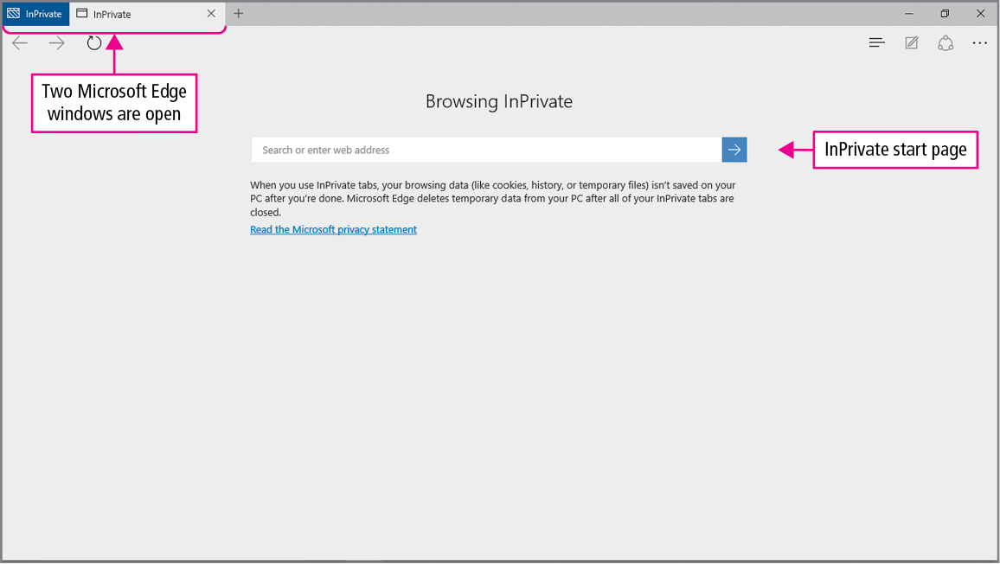 InPrivate InPrivate
Two Microsoft Edge
windows are open
Browsing InPrivate
Search or enter web address
InPrivate start page
When you use InPrivate tabs, your browsing data (like cookies, history, or temporary files) isn't saved on your
PC after you're done. Microsoft Edge deletes temporary data from your PC after all of your InPrivate tabs are
closed.
Read the Microsoft privacy statement